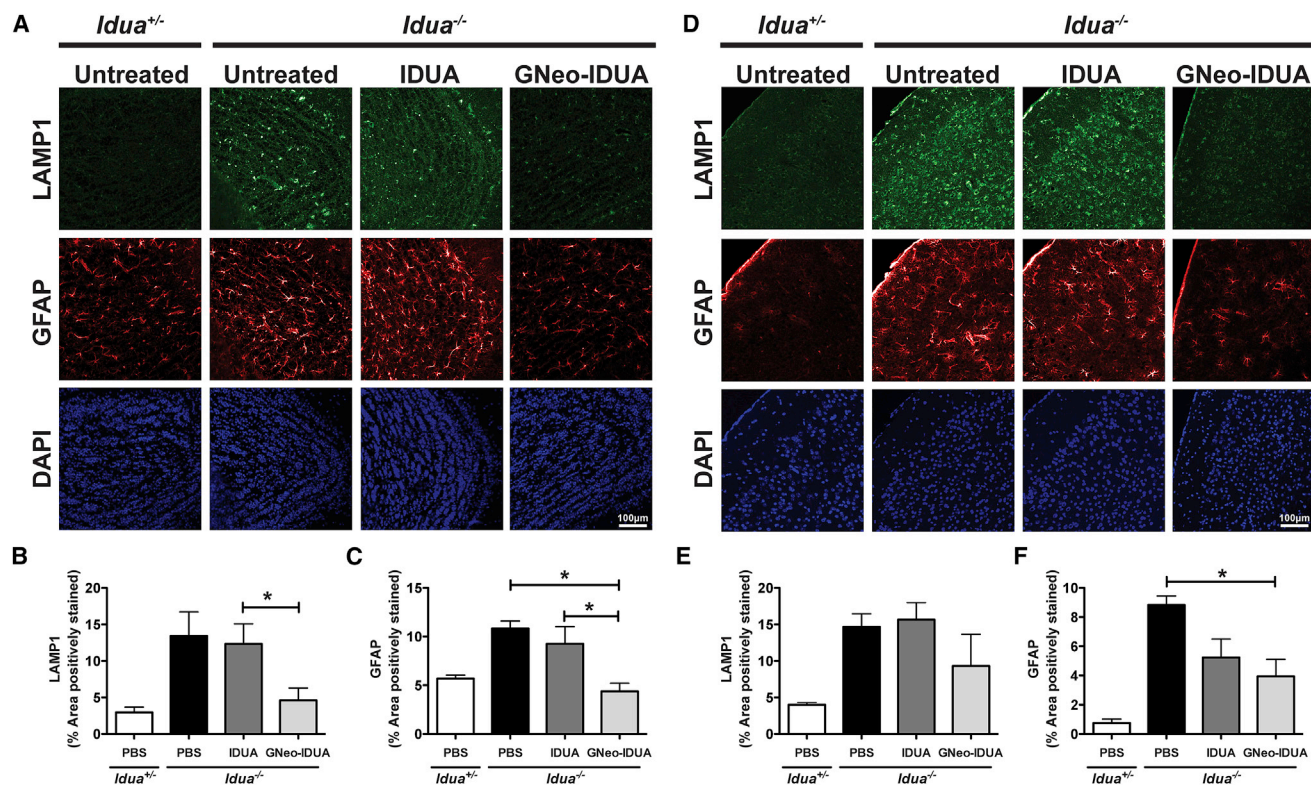 A
Idua+/-
Idua-/-
Untreated
Untreated
IDUA
GNeo-IDUA
LAMP1
GFAP
DAPI
100µm
D
Idua+/-
Idua-/-
Untreated
Untreated
IDUA
GNeo-IDUA
LAMP1
GFAP
DAPI
100µm
B
LAMP1
(% Area positively stained)
20
15
10
5
0
*
PBS
PBS
IDUA
GNeo-IDUA
Idua+/-
Idua-/-
C
GFAP
(% Area positively stained)
15
10
5
0
*
*
PBS
PBS
IDUA
GNeo-IDUA
Idua+/-
Idua-/-
E
LAMP1
(% Area positively stained)
20
15
10
5
0
PBS
PBS
IDUA
GNeo-IDUA
Idua+/-
Idua-/-
F
GFAP
(% Area positively stained)
10
8
6
4
2
0
*
PBS
PBS
IDUA
GNeo-IDUA
Idua+/-
Idua-/-